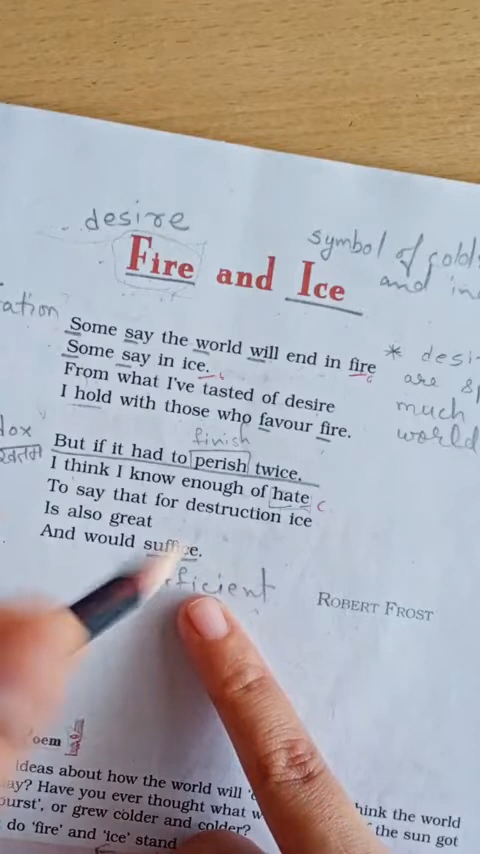 desire
symbol of cold
Fire and Ice
and in
ration
Some say the world will end in fire
Some say in ice.
* desi
From what I've tasted of desire
are
I hold with those who favour fire.
much
world
dox
finish
खतम
But if it had to perish twice,
I think I know enough of hate
c
To say that for destruction ice
Is also great
And would suffice.
ficient
ROBERT FROST
oem
ideas about how the world will
hink the world
ay? Have you ever thought what w
the sun got
burst', or grew colder and colder?
do 'fire' and 'ice' stand